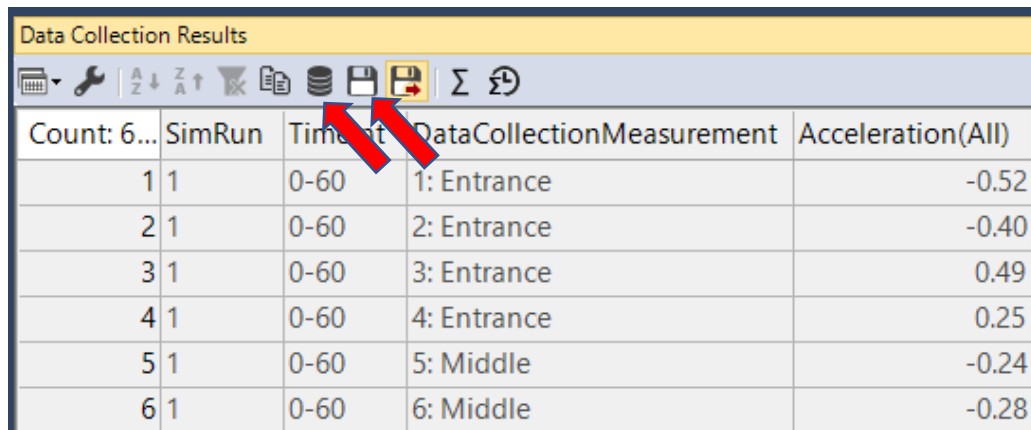 Data Collection Results
Count: 6... SimRun TimeInt DataCollectionMeasurement Acceleration(All)
1 1 0-60 1: Entrance -0.52
2 1 0-60 2: Entrance -0.40
3 1 0-60 3: Entrance 0.49
4 1 0-60 4: Entrance 0.25
5 1 0-60 5: Middle -0.24
6 1 0-60 6: Middle -0.28